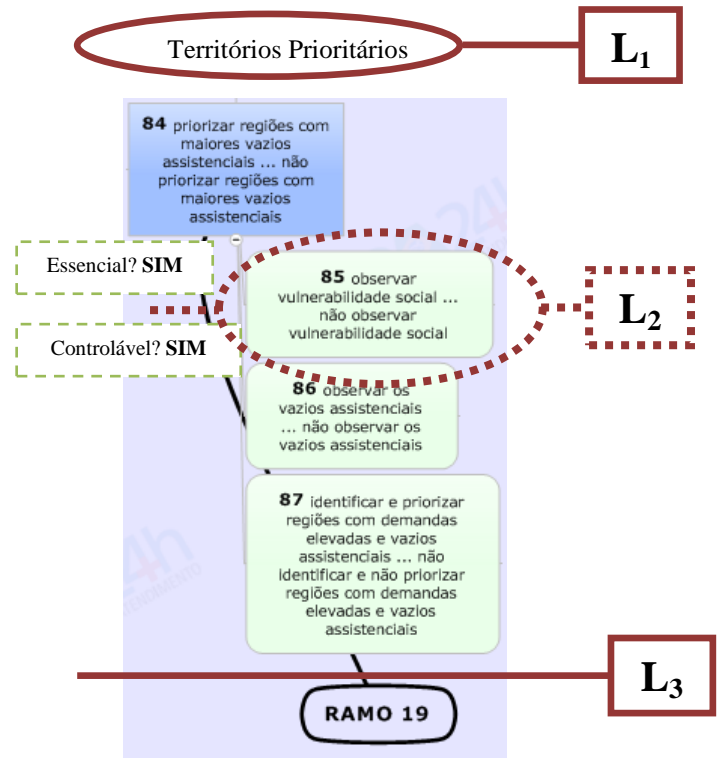 Territórios Prioritários
L₁
84 priorizar regiões com
maiores vazios
assistenciais ... não
priorizar regiões com
maiores vazios
assistenciais
Essencial? SIM
Controlável? SIM
85 observar
vulnerabilidade social ...
não observar
vulnerabilidade social
L₂
86 observar os
vazios assistenciais
... não observar os
vazios assistenciais
87 identificar e priorizar
regiões com demandas
elevadas e vazios
assistenciais ... não
identificar e não priorizar
regiões com demandas
elevadas e vazios
assistenciais
L₃
RAMO 19